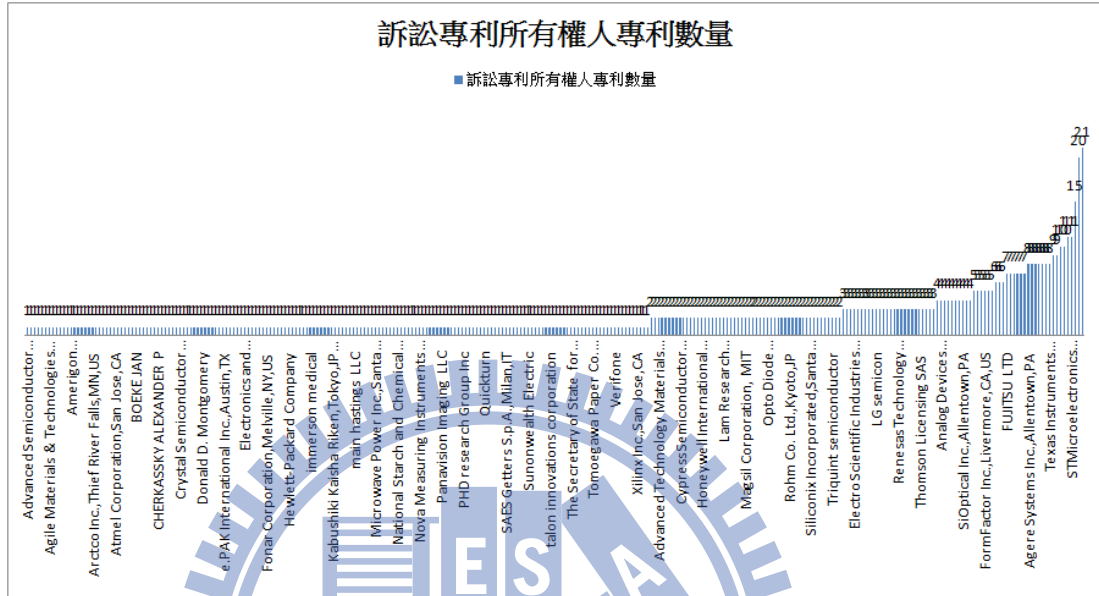 訴訟專利所有權人專利數量
訴訟專利所有權人專利數量
21
20
15
Advanced Semiconductor...
Agile Materials & Technologies...
Amerigon...
Arctco Inc.,Thief River Falls,MN,US
Atmel Corporation,San Jose,CA
BOEKE JAN
CHERKASSKY ALEXANDER P
Crystal Semiconductor...
Donald D. Montgomery
e.PAK International Inc.,Austin,TX
Electronics and...
Fonar Corporation,Melville,NY,US
Hewlett-Packard Company
immerson medical
Kabushiki Kaisha Riken,Tokyo,JP...
main hastings LLC
Microwave Power Inc.,Santa...
National Starch and Chemical...
Nova Measuring Instruments...
Panavision Imaging LLC
PHD research Group Inc
Quickturn
SAES Getters S.p.A.,Milan,IT
Sunonwealth Electric
talon innovations corporation
The Secretary of State for...
Tomoegawa Paper Co...
Verifone
Xilinx Inc.,San Jose,CA
Advanced Technology Materials...
Cypress Semiconductor...
Honeywell International...
Lam Research...
Magsil Corporation, MIT
Opto Diode...
Rohm Co. Ltd.,Kyoto,JP
Siliconix Incorporated,Santa...
Triquint semiconductor
Electro Scientific Industries...
LG semicon
Renesas Technology...
Thomson Licensing SAS
Analog Devices...
SiOptical Inc.,Allentown,PA
FormFactor Inc.,Livermore,CA,US
FUJITSU LTD
Agere Systems Inc.,Allentown,PA
Texas Instruments...
STMicroelectronics...
ESA